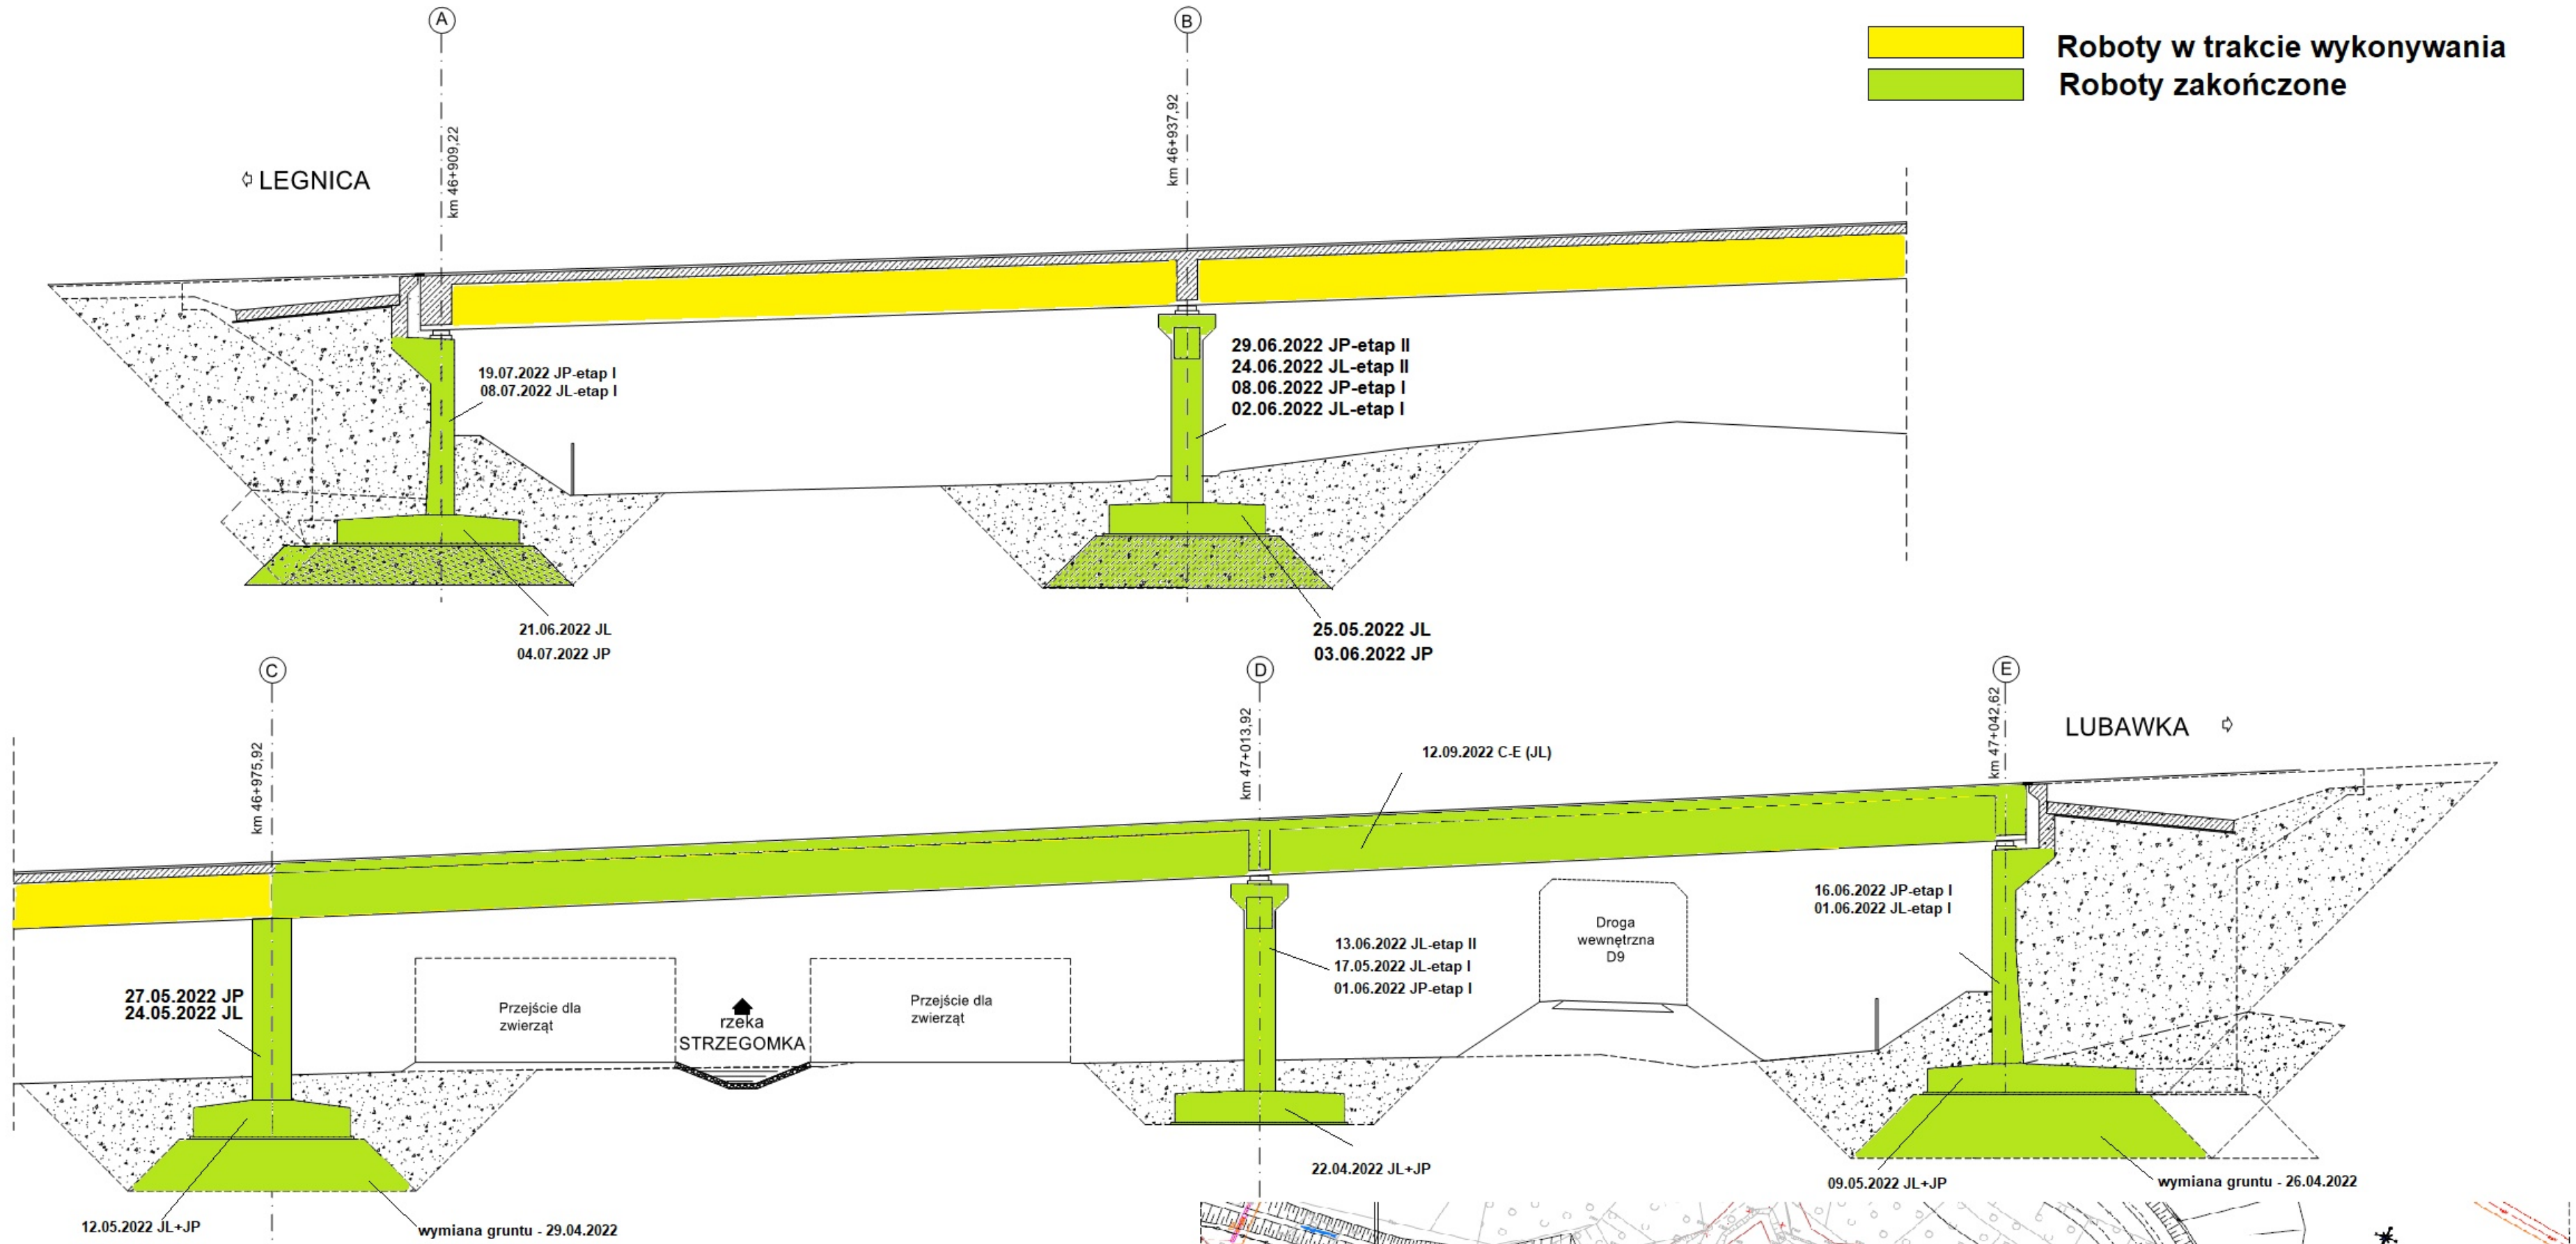 A
B
Roboty w trakcie wykonywania
Roboty zakończone
km 46+909,22
km 46+937,92
LEGNICA
19.07.2022 JP-etap I
08.07.2022 JL-etap I
29.06.2022 JP-etap II
24.06.2022 JL-etap II
08.06.2022 JP-etap I
02.06.2022 JL-etap I
21.06.2022 JL
04.07.2022 JP
25.05.2022 JL
03.06.2022 JP
C
D
E
km 46+975,92
km 47+013,92
km 47+042,62
LUBAWKA
12.09.2022 C-E (JL)
16.06.2022 JP-etap I
01.06.2022 JL-etap I
Droga
wewnętrzna
D9
13.06.2022 JL-etap II
17.05.2022 JL-etap I
01.06.2022 JP-etap I
27.05.2022 JP
24.05.2022 JL
Przejście dla
zwierząt
rzeka
STRZEGOMKA
Przejście dla
zwierząt
22.04.2022 JL+JP
09.05.2022 JL+JP
wymiana gruntu - 26.04.2022
12.05.2022 JL+JP
wymiana gruntu - 29.04.2022